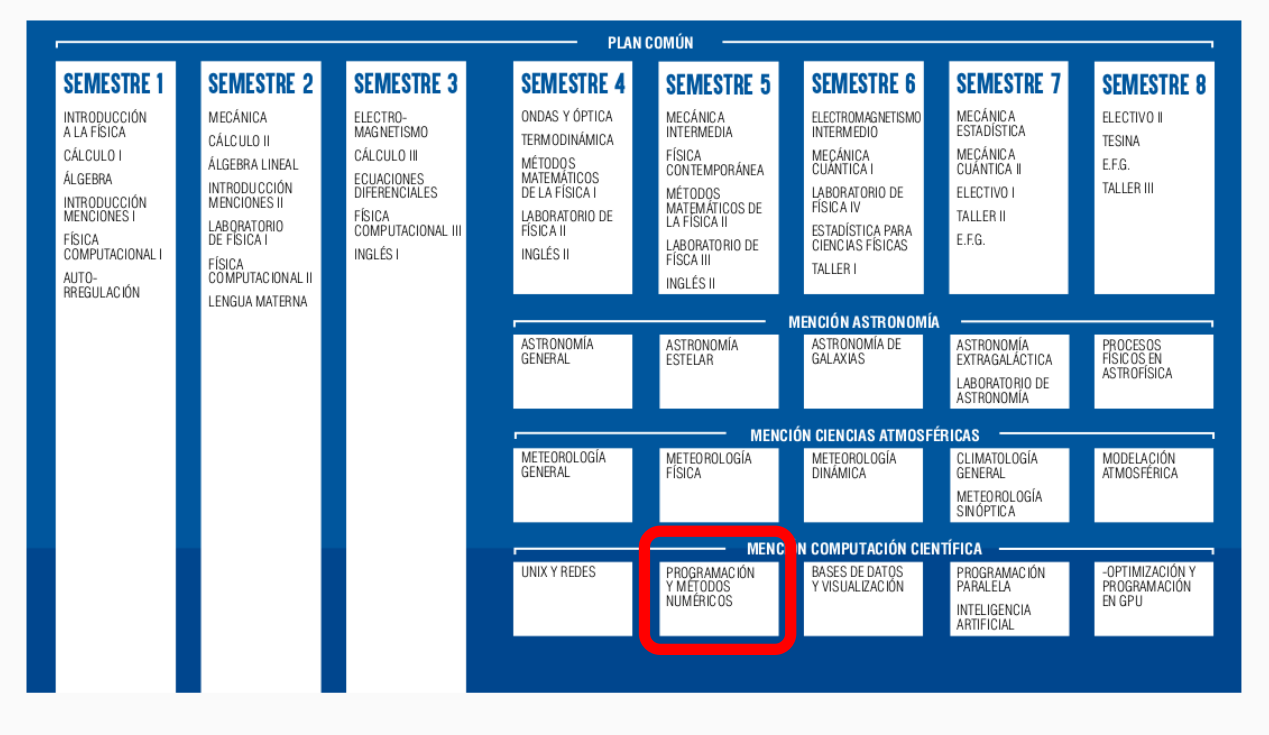 PLAN COMÚN
SEMESTRE 1
INTRODUCCIÓN
A LA FÍSICA
CÁLCULO I
ÁLGEBRA
INTRODUCCIÓN
MENCIONES I
FÍSICA
COMPUTACIONAL I
AUTO-
RREGULACIÓN
SEMESTRE 2
MECÁNICA
CÁLCULO II
ÁLGEBRA LINEAL
INTRODUCCIÓN
MENCIONES II
LABORATORIO
DE FÍSICA I
FÍSICA
COMPUTACIONAL II
LENGUA MATERNA
SEMESTRE 3
ELECTRO-
MAGNETISMO
CÁLCULO III
ECUACIONES
DIFERENCIALES
FÍSICA
COMPUTACIONAL III
INGLÉS I
SEMESTRE 4
ONDAS Y ÓPTICA
TERMODINÁMICA
MÉTODOS
MATEMÁTICOS
DE LA FÍSICA I
LABORATORIO DE
FÍSICA II
INGLÉS II
SEMESTRE 5
MECÁNICA
INTERMEDIA
FÍSICA
CONTEMPORÁNEA
MÉTODOS
MATEMÁTICOS DE
LA FÍSICA II
LABORATORIO DE
FÍSCA III
INGLÉS II
SEMESTRE 6
ELECTROMAGNETISMO
INTERMEDIO
MECÁNICA
CUÁNTICA I
LABORATORIO DE
FÍSICA IV
ESTADÍSTICA PARA
CIENCIAS FÍSICAS
TALLER I
SEMESTRE 7
MECÁNICA
ESTADÍSTICA
MECÁNICA
CUÁNTICA II
ELECTIVO I
TALLER II
E.F.G.
SEMESTRE 8
ELECTIVO II
TESINA
E.F.G.
TALLER III
MENCIÓN ASTRONOMÍA
ASTRONOMÍA
GENERAL
ASTRONOMÍA
ESTELAR
ASTRONOMÍA DE
GALAXIAS
ASTRONOMÍA
EXTRAGALÁCTICA
LABORATORIO DE
ASTRONOMÍA
PROCESOS
FÍSICOS EN
ASTROFÍSICA
MENCIÓN CIENCIAS ATMOSFÉRICAS
METEOROLOGÍA
GENERAL
METEOROLOGÍA
FÍSICA
METEOROLOGÍA
DINÁMICA
CLIMATOLOGÍA
GENERAL
METEOROLOGÍA
SINÓPTICA
MODELACIÓN
ATMOSFÉRICA
MENCIÓN COMPUTACIÓN CIENTÍFICA
UNIX Y REDES
PROGRAMACIÓN
Y MÉTODOS
NUMÉRICOS
BASES DE DATOS
Y VISUALIZACIÓN
PROGRAMACIÓN
PARALELA
INTELIGENCIA
ARTIFICIAL
-OPTIMIZACIÓN Y
PROGRAMACIÓN
EN GPU